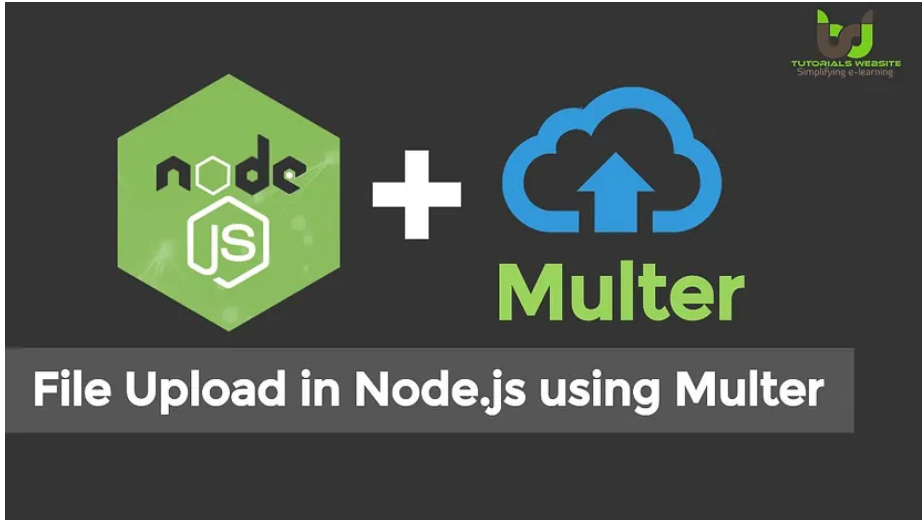 TUTORIALS WEBSITE
Simplifying e-learning
node
JS
Multer
File Upload in Node.js using Multer